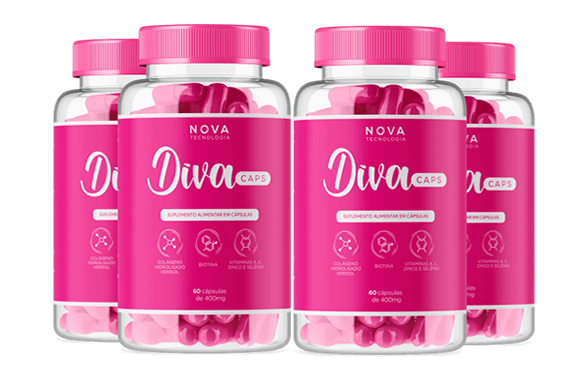 NOVA
TECNOLOGIA
Diva CAPS
SUPLEMENTO ALIMENTAR EM CÁPSULAS
COLÁGENO
HIDROLISADO
VERISOL
BIOTINA
VITAMINAS A, C,
ZINCO E SELÊNIO
60 cápsulas
de 400mg
NOVA
TECNOLOGIA
Diva CAPS
SUPLEMENTO ALIMENTAR EM CÁPSULAS
COLÁGENO
HIDROLISADO
VERISOL
BIOTINA
VITAMINAS A, C,
ZINCO E SELÊNIO
60 cápsulas
de 400mg